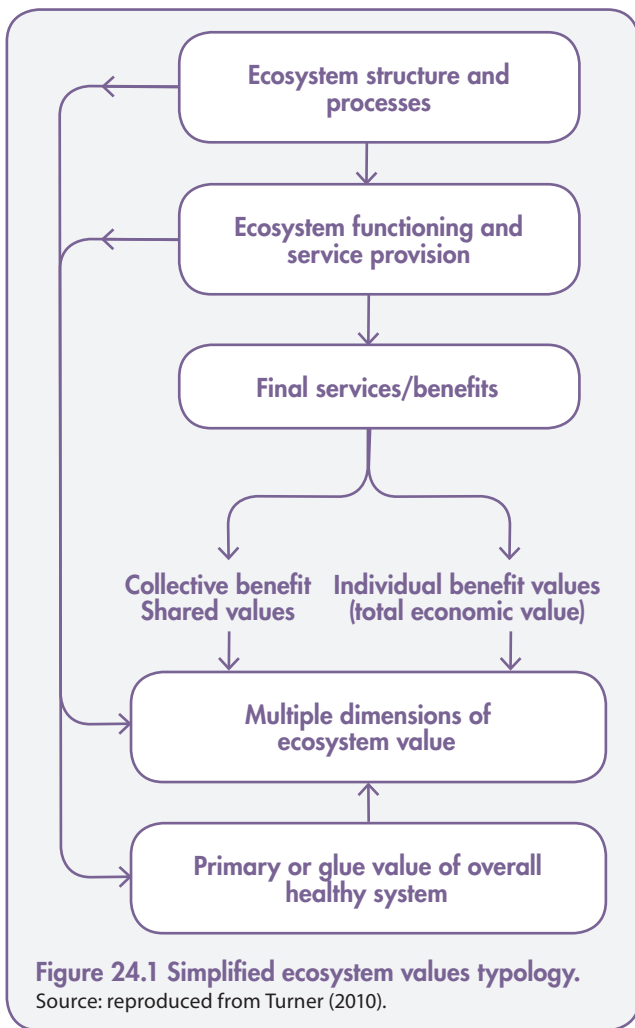 Ecosystem structure and
processes
Ecosystem functioning and
service provision
Final services/benefits
Collective benefit
Shared values
Individual benefit values
(total economic value)
Multiple dimensions of
ecosystem value
Primary or glue value of overall
healthy system
Figure 24.1 Simplified ecosystem values typology.
Source: reproduced from Turner (2010).